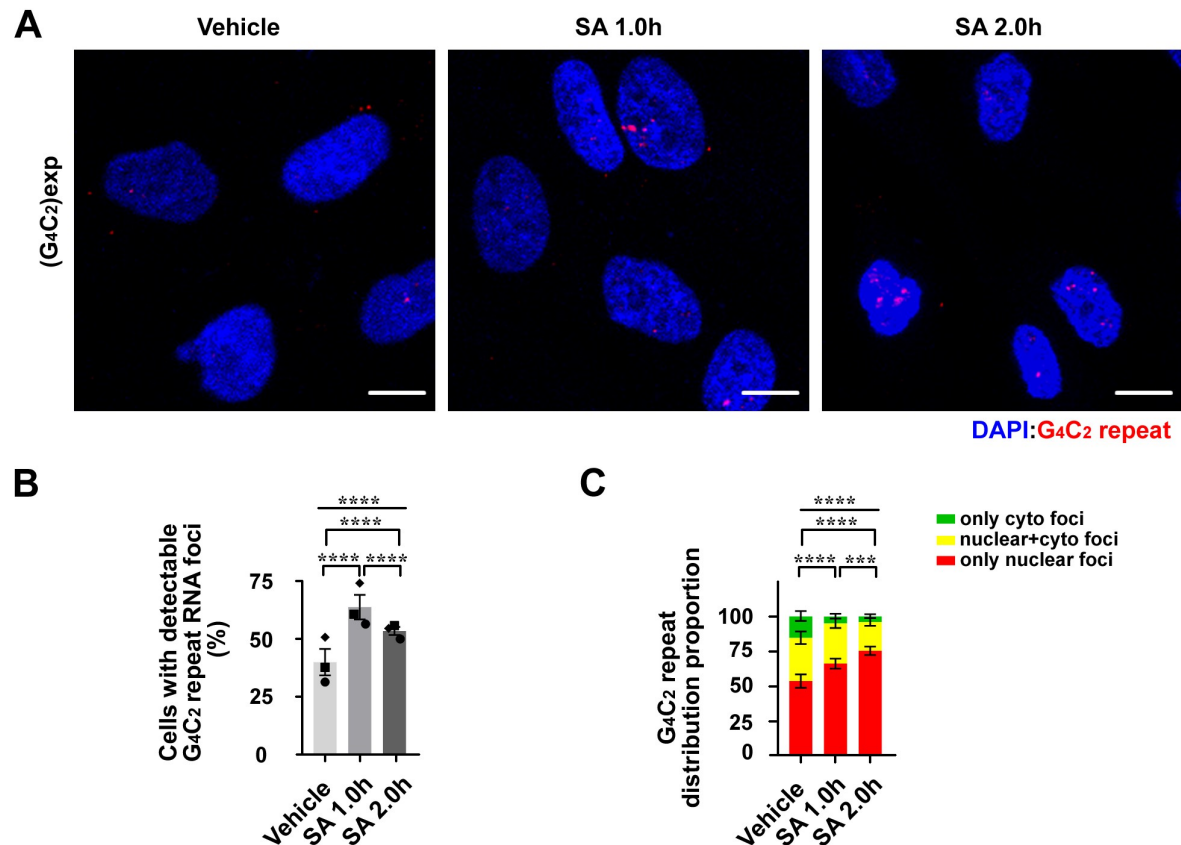 A
Vehicle
SA 1.0h
SA 2.0h
(G4C2)exp
DAPI:G4C2 repeat
B
Cells with detectable
G4C2 repeat RNA foci
(%)
****
****
**** ****
75
50
25
0
Vehicle
SA 1.0h
SA 2.0h
C
G4C2 repeat
distribution proportion
****
****
**** ***
100
75
50
25
0
Vehicle
SA 1.0h
SA 2.0h
only cyto foci
nuclear+cyto foci
only nuclear foci